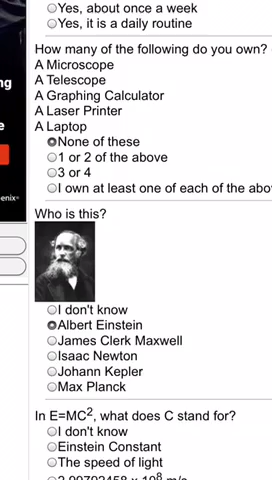 Yes, about once a week
Yes, it is a daily routine
How many of the following do you own?
A Microscope
A Telescope
A Graphing Calculator
A Laser Printer
A Laptop
None of these
1 or 2 of the above
3 or 4
I own at least one of each of the abo
Who is this?
I don't know
Albert Einstein
James Clerk Maxwell
Isaac Newton
Johann Kepler
Max Planck
In E=MC², what does C stand for?
I don't know
Einstein Constant
The speed of light
ng
e
enix